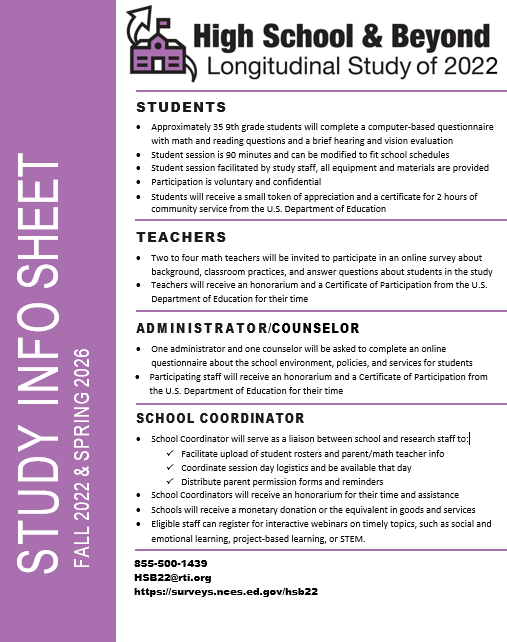 High School & Beyond
Longitudinal Study of 2022
STUDY INFO SHEET
FALL 2022 & SPRING 2026
STUDENTS
• Approximately 35 9th grade students will complete a computer-based questionnaire
with math and reading questions and a brief hearing and vision evaluation
• Student session is 90 minutes and can be modified to fit school schedules
• Student session facilitated by study staff, all equipment and materials are provided
• Participation is voluntary and confidential
• Students will receive a small token of appreciation and a certificate for 2 hours of
community service from the U.S. Department of Education
TEACHERS
• Two to four math teachers will be invited to participate in an online survey about
background, classroom practices, and answer questions about students in the study
• Teachers will receive an honorarium and a Certificate of Participation from the U.S.
Department of Education for their time
ADMINISTRATOR/COUNSELOR
• One administrator and one counselor will be asked to complete an online
questionnaire about the school environment, policies, and services for students
• Participating staff will receive an honorarium and a Certificate of Participation from
the U.S. Department of Education for their time
SCHOOL COORDINATOR
• School Coordinator will serve as a liaison between school and research staff to:
✓ Facilitate upload of student rosters and parent/math teacher info
✓ Coordinate session day logistics and be available that day
✓ Distribute parent permission forms and reminders
• School Coordinators will receive an honorarium for their time and assistance
• Schools will receive a monetary donation or the equivalent in goods and services
• Eligible staff can register for interactive webinars on timely topics, such as social and
emotional learning, project-based learning, or STEM.
855-500-1439
HSB22@rti.org
https://surveys.nces.ed.gov/hsb22